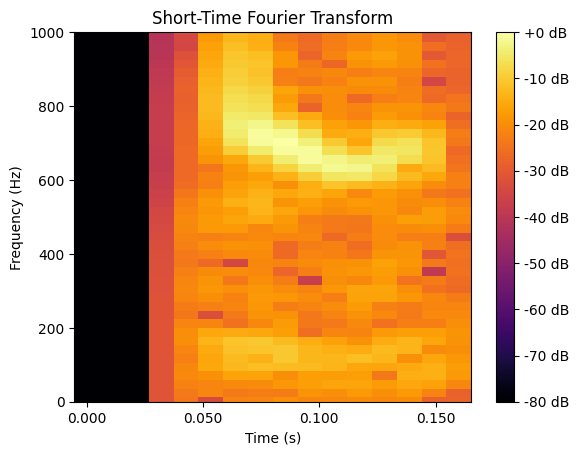 Short-Time Fourier Transform
1000
800
600
400
200
0
Frequency (Hz)
0.000
0.050
0.100
0.150
Time (s)
+0 dB
-10 dB
-20 dB
-30 dB
-40 dB
-50 dB
-60 dB
-70 dB
-80 dB